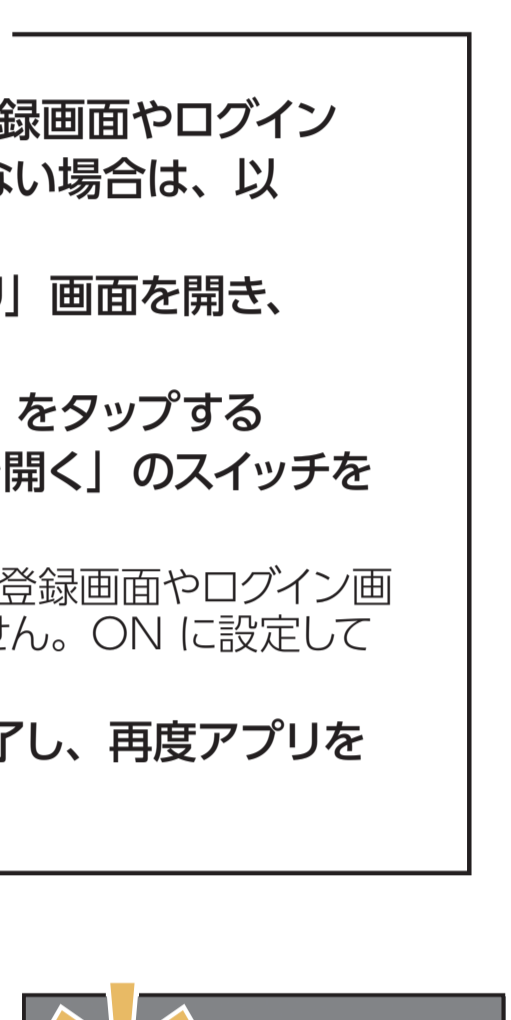 録画面やログイン
ない場合は、以
」画面を開き、
」をタップする
開く」のスイッチを
登録画面やログイン画
せん。ON に設定して
了し、再度アプリを